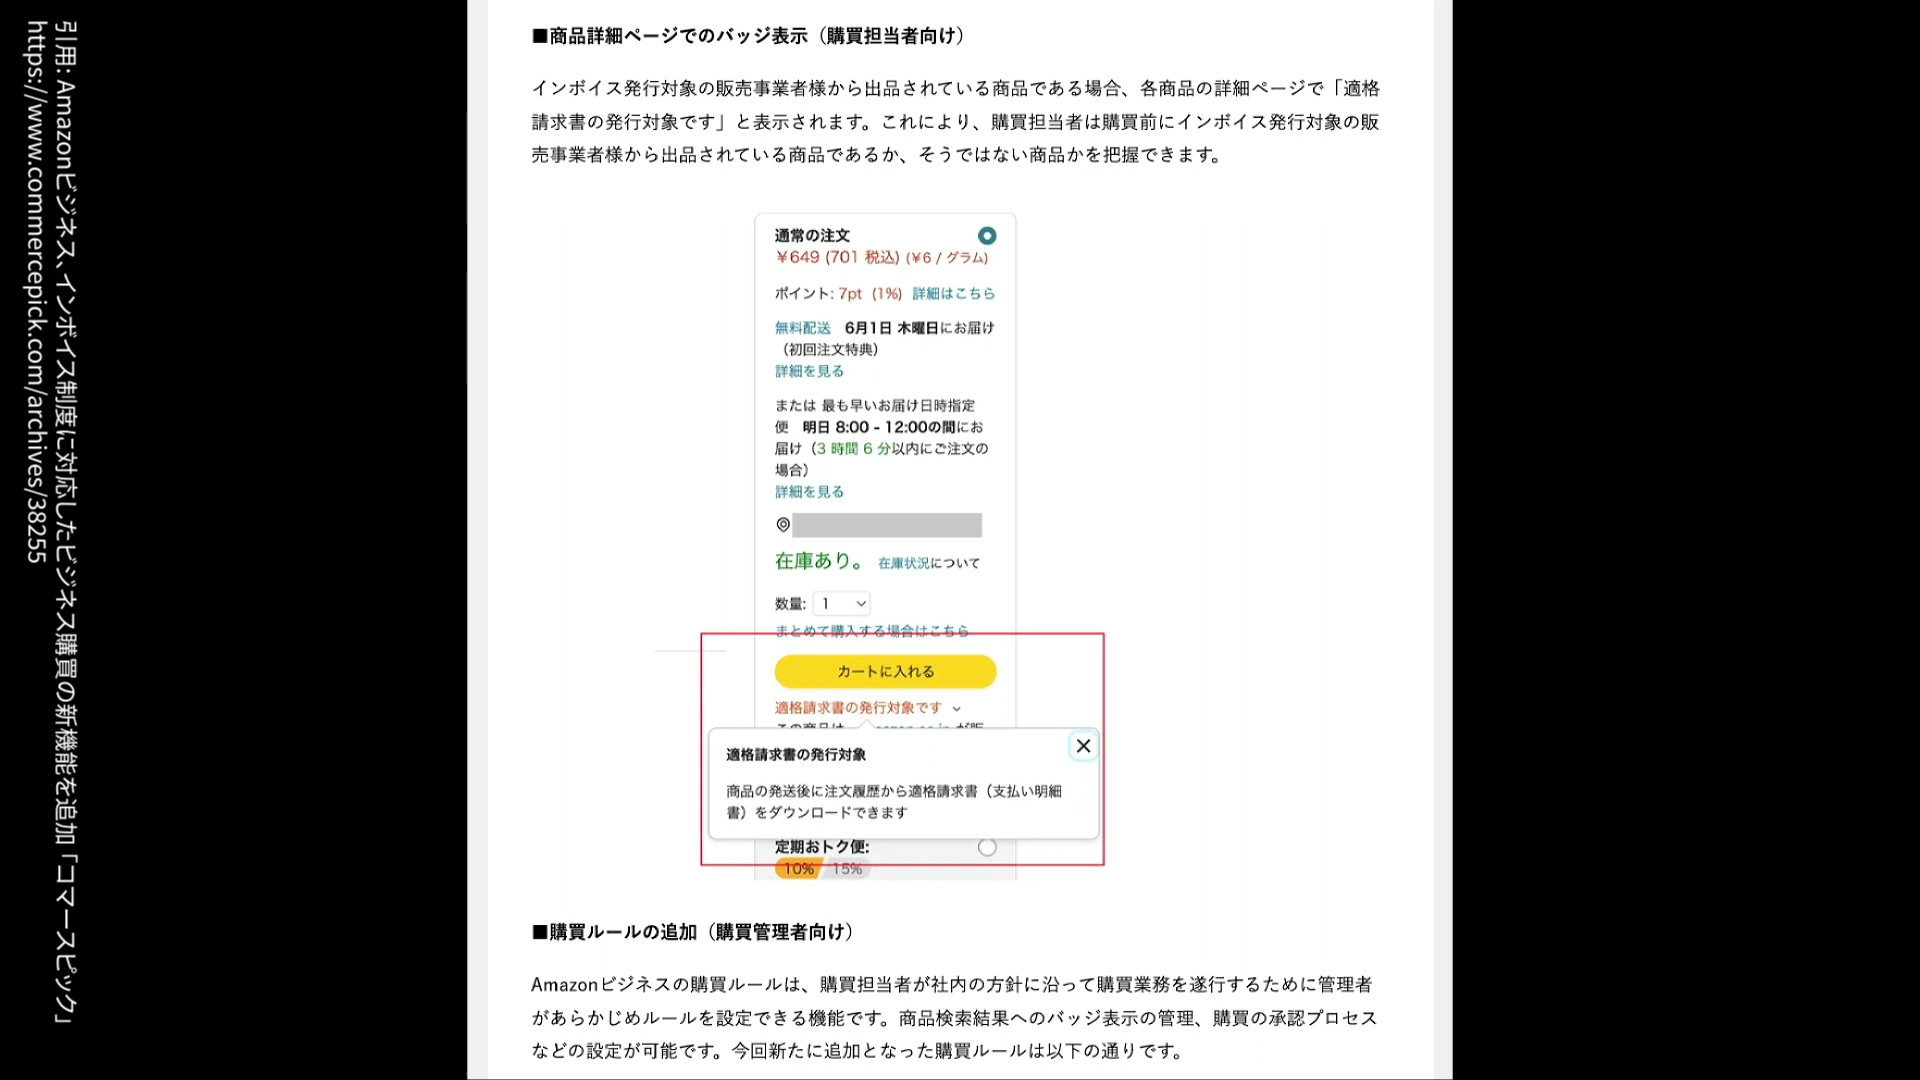 引用: Amazonビジネス、インボイス制度に対応したビジネス購買の新機能を追加「コマースピック」
https://www.commercepick.com/archives/38255
■商品詳細ページでのバッジ表示（購買担当者向け）
インボイス発行対象の販売事業者様から出品されている商品である場合、各商品の詳細ページで「適格
請求書の発行対象です」と表示されます。これにより、購買担当者は購買前にインボイス発行対象の販
売事業者様から出品されている商品であるか、そうではない商品かを把握できます。
通常の注文
￥649 (701 税込) (￥6 / グラム)
ポイント: 7pt (1%) 詳細はこちら
無料配送 6月1日 木曜日にお届け
（初回注文特典）
詳細を見る
または 最も早いお届け日時指定
便 明日 8:00 - 12:00の間にお
届け（3 時間 6 分以内にご注文の
場合）
詳細を見る
在庫あり。 在庫状況について
数量: 1
まとめて購入する場合はこちら
カートに入れる
適格請求書の発行対象です
適格請求書の発行対象
商品の発送後に注文履歴から適格請求書（支払い明細
書）をダウンロードできます
定期おトク便:
10% 15%
■購買ルールの追加（購買管理者向け）
Amazonビジネスの購買ルールは、購買担当者が社内の方針に沿って購買業務を遂行するために管理者
があらかじめルールを設定できる機能です。商品検索結果へのバッジ表示の管理、購買の承認プロセス
などの設定が可能です。今回新たに追加となった購買ルールは以下の通りです。